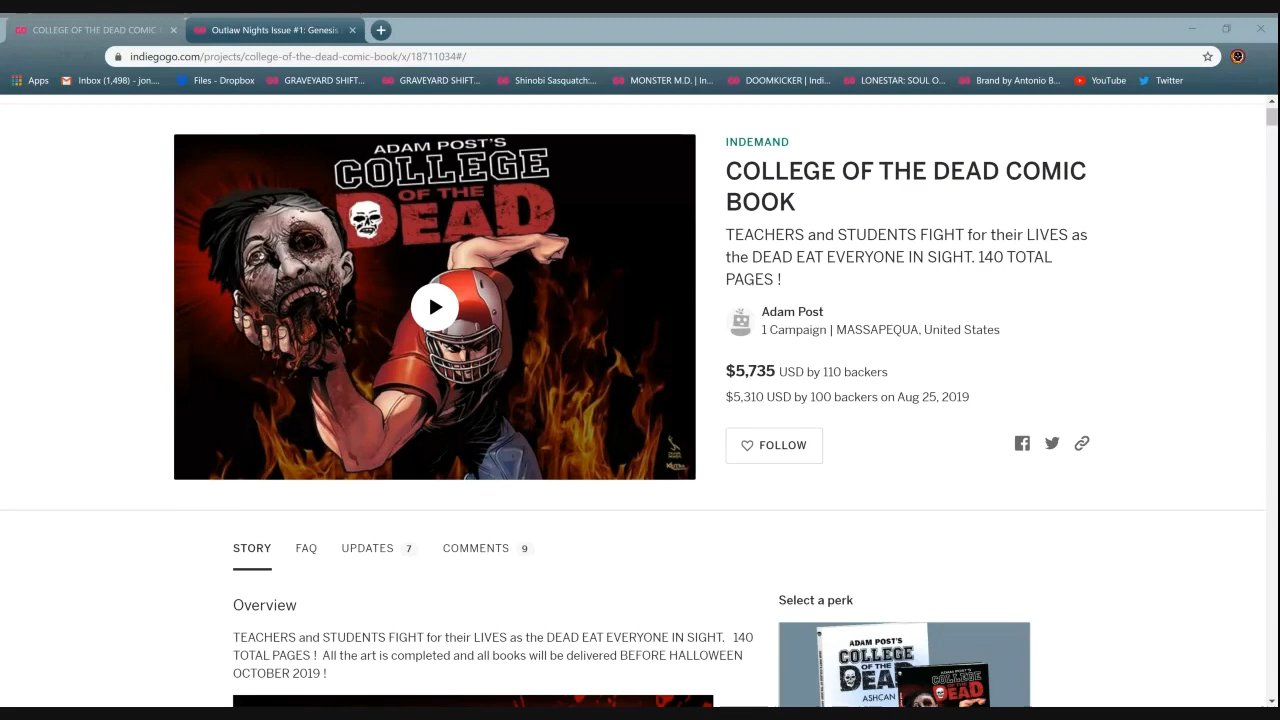 COLLEGE OF THE DEAD COMIC
Outlaw Nights Issue #1: Genesis
indiegogo.com/projects/college-of-the-dead-comic-book/x/18711034#/
Apps
Inbox (1,498) - jon....
Files - Dropbox
GRAVEYARD SHIFT...
GRAVEYARD SHIFT...
Shinobi Sasquatch:...
MONSTER M.D. | In...
DOOMKICKER | Indi...
LONESTAR: SOUL O...
Brand by Antonio B...
YouTube
Twitter
ADAM POST'S
COLLEGE
OF THE
DEAD
INDEMAND
COLLEGE OF THE DEAD COMIC
BOOK
TEACHERS and STUDENTS FIGHT for their LIVES as
the DEAD EAT EVERYONE IN SIGHT. 140 TOTAL
PAGES !
Adam Post
1 Campaign | MASSAPEQUA, United States
$5,735 USD by 110 backers
$5,310 USD by 100 backers on Aug 25, 2019
FOLLOW
STORY FAQ UPDATES 7 COMMENTS 9
Overview
TEACHERS and STUDENTS FIGHT for their LIVES as the DEAD EAT EVERYONE IN SIGHT. 140
TOTAL PAGES ! All the art is completed and all books will be delivered BEFORE HALLOWEEN
OCTOBER 2019 !
Select a perk
ADAM POST'S
COLLEGE
OF THE
DEAD
ASHCAN
COLLEGE
OF THE
DEAD